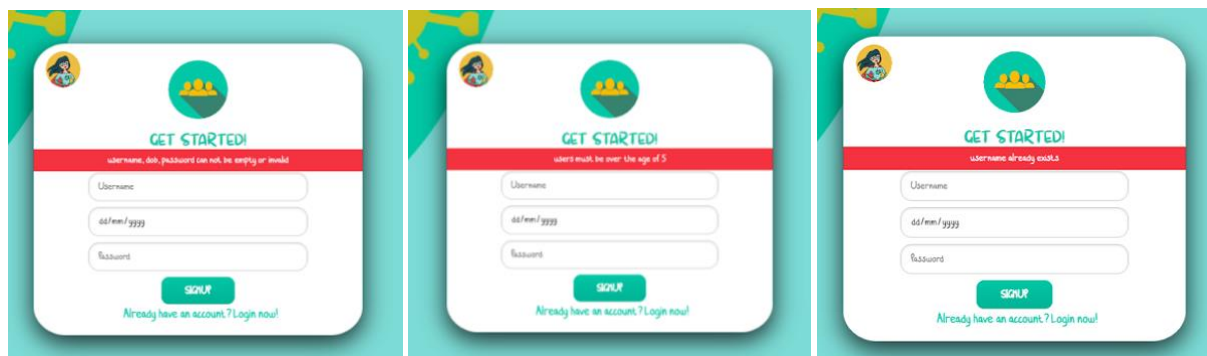 GET STARTED!
username, dob, password can not be empty or invalid
Username
dd/mm/yyyy
Password
SIGNUP
Already have an account? Login now!
GET STARTED!
users must be over the age of 5
Username
dd/mm/yyyy
Password
SIGNUP
Already have an account? Login now!
GET STARTED!
username already exists
Username
dd/mm/yyyy
Password
SIGNUP
Already have an account? Login now!